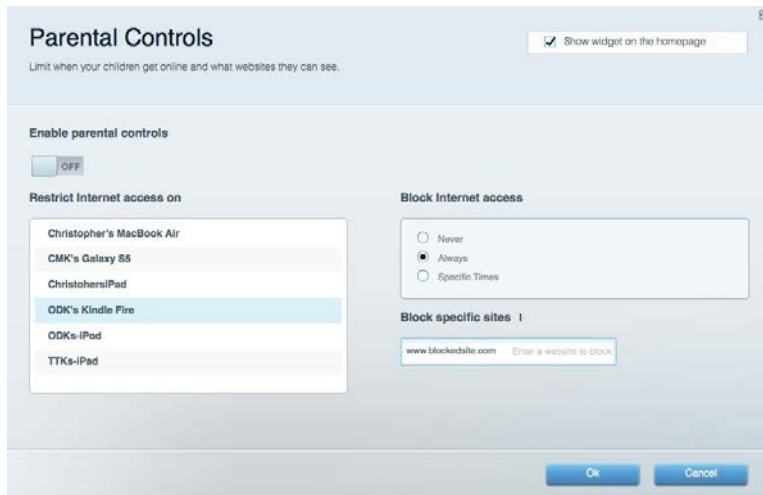 Parental Controls
Show widget on the homepage
Limit when your children get online and what websites they can see.
Enable parental controls
OFF
Restrict Internet access on
Christopher's MacBook Air
CMK's Galaxy S5
ChristohersiPad
ODK's Kindle Fire
ODKs-iPod
TTKs-iPad
Block Internet access
Never
Always
Specific Times
Block specific sites I
www.blockedsite.com Enter a website to block
Ok
Cancel